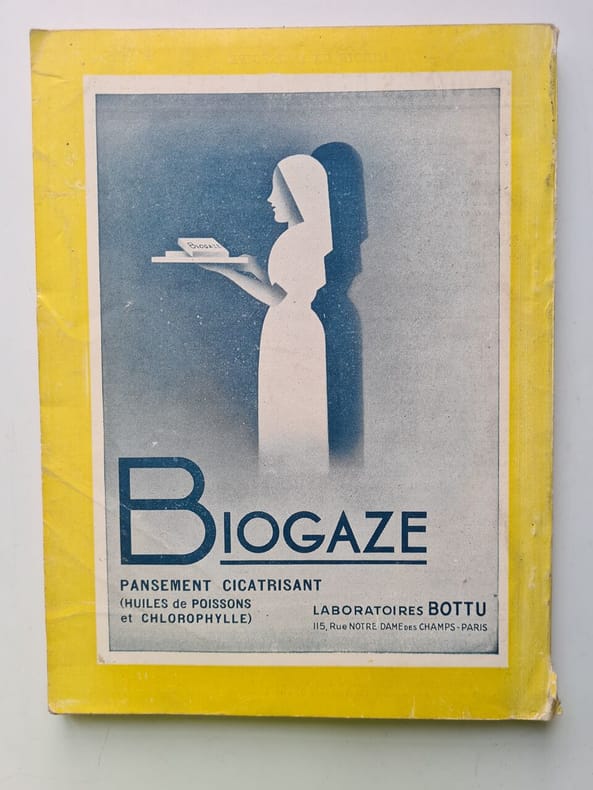 BIOGAZE
BIOGAZE
PANSEMENT CICATRISANT
(HUILES de POISSONS
et CHLOROPHYLLE)
LABORATOIRES BOTTU
115, Rue NOTRE DAME DES CHAMPS-PARIS